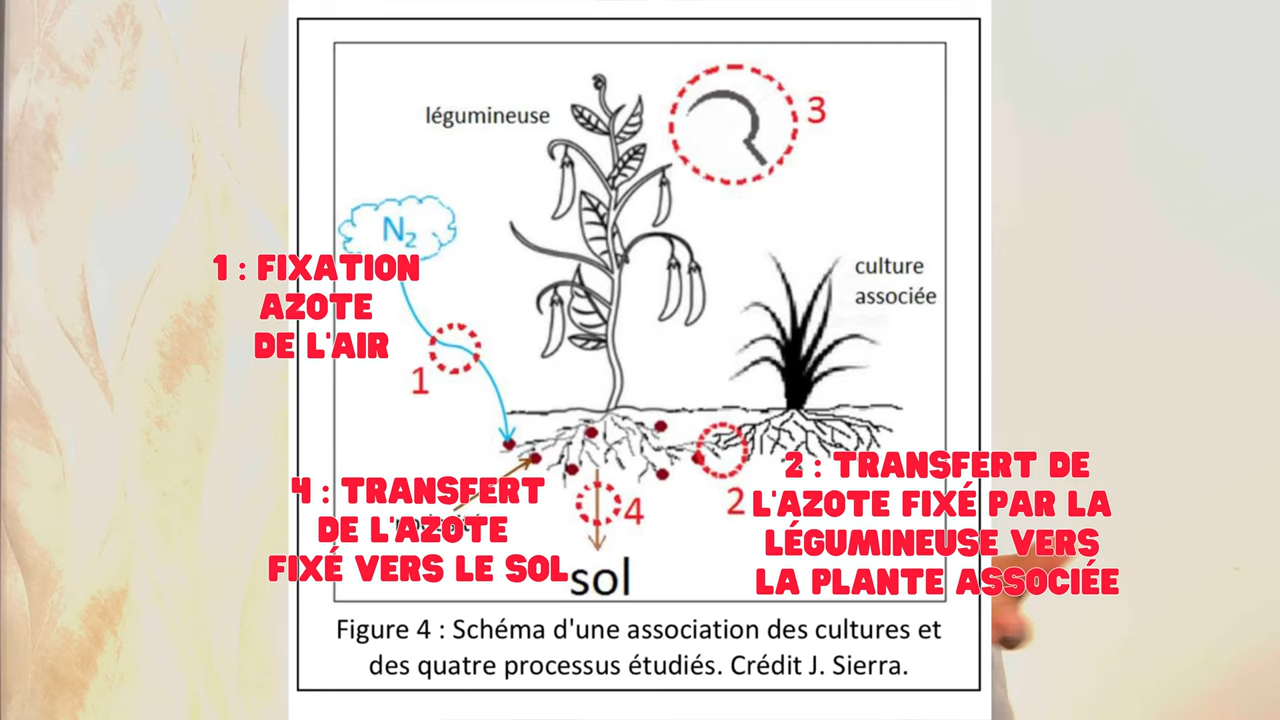 légumineuse
3
N2
1 : FIXATION
AZOTE
DE L'AIR
culture
associée
1
4 : TRANSFERT
DE L'AZOTE
FIXÉ VERS LE SOL
4
2
2 : TRANSFERT DE
L'AZOTE FIXÉ PAR LA
LÉGUMINEUSE VERS
LA PLANTE ASSOCIÉE
sol
Figure 4 : Schéma d'une association des cultures et
des quatre processus étudiés. Crédit J. Sierra.